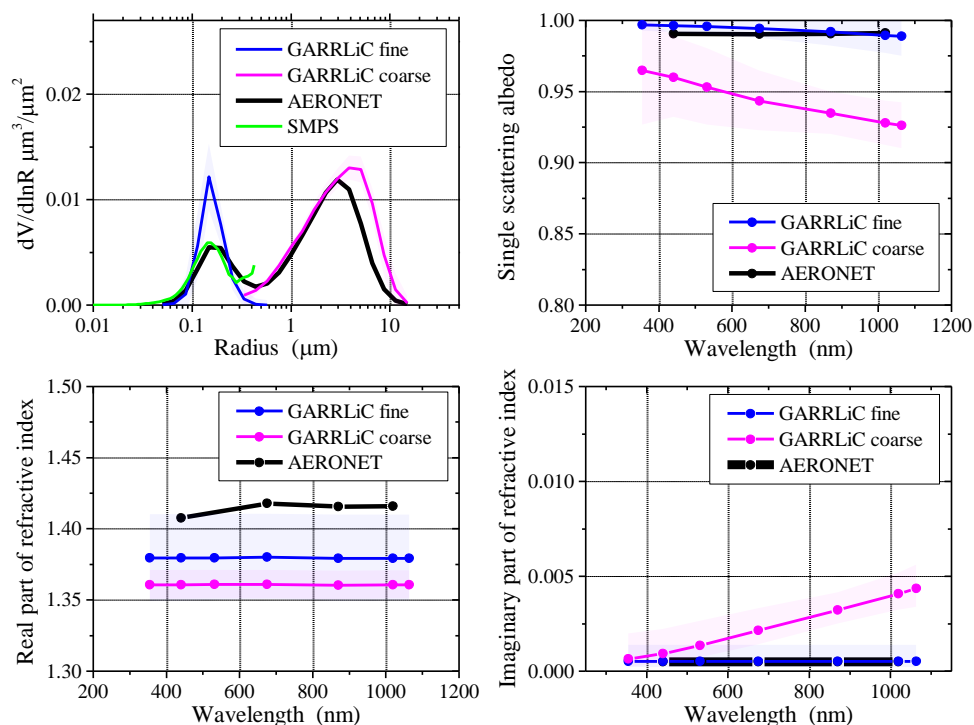 GARRLiC fine
GARRLiC coarse
AERONET
SMPS
dV/dlnR μm³/μm²
0.02
0.01
0.00
0.01
0.1
1
10
Radius (μm)
1.00
0.95
0.90
0.85
0.80
Single scattering albedo
GARRLiC fine
GARRLiC coarse
AERONET
200 400 600 800 1000 1200
Wavelength (nm)
1.50
1.45
1.40
1.35
1.30
Real part of refractive index
GARRLiC fine
GARRLiC coarse
AERONET
200 400 600 800 1000 1200
Wavelength (nm)
0.015
0.010
0.005
0.000
Imaginary part of refractive index
GARRLiC fine
GARRLiC coarse
AERONET
400 600 800 1000
Wavelength (nm)